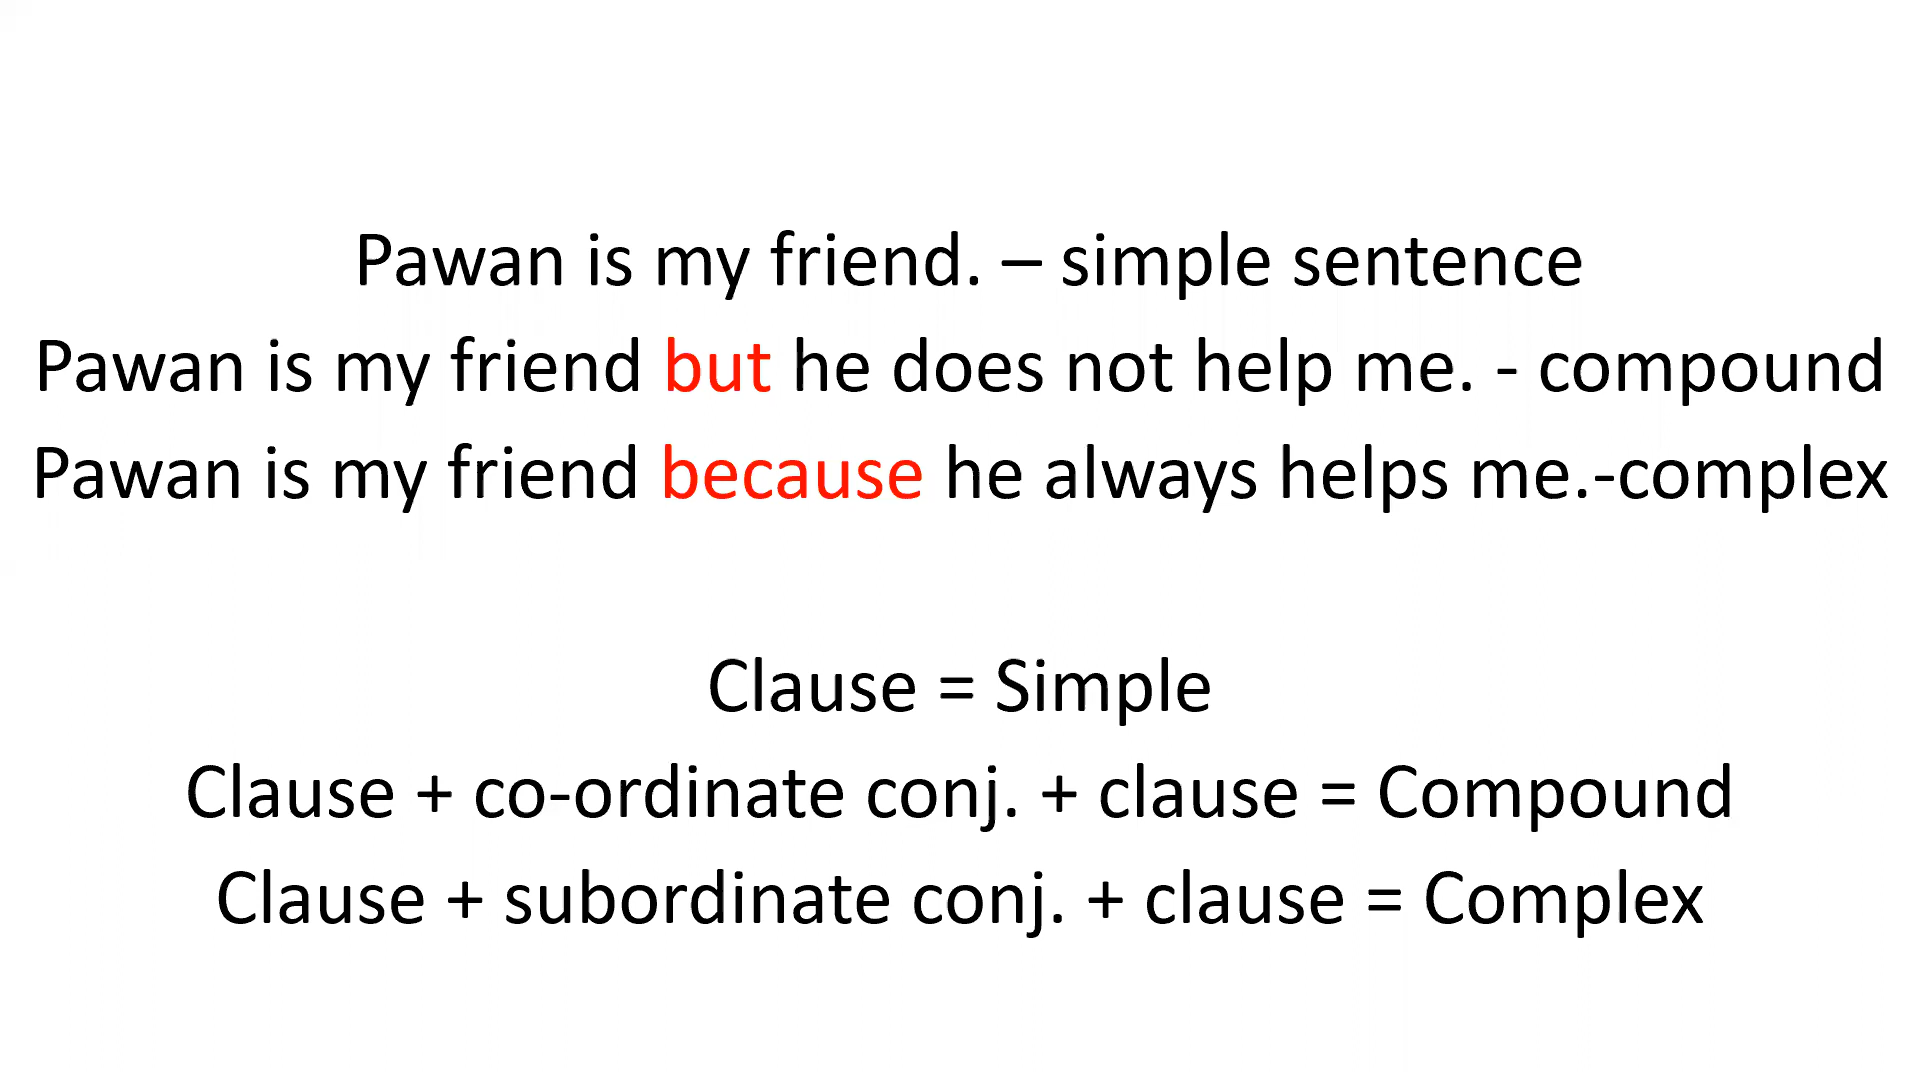 Pawan is my friend. – simple sentence
Pawan is my friend but he does not help me. - compound
Pawan is my friend because he always helps me.-complex
Clause = Simple
Clause + co-ordinate conj. + clause = Compound
Clause + subordinate conj. + clause = Complex